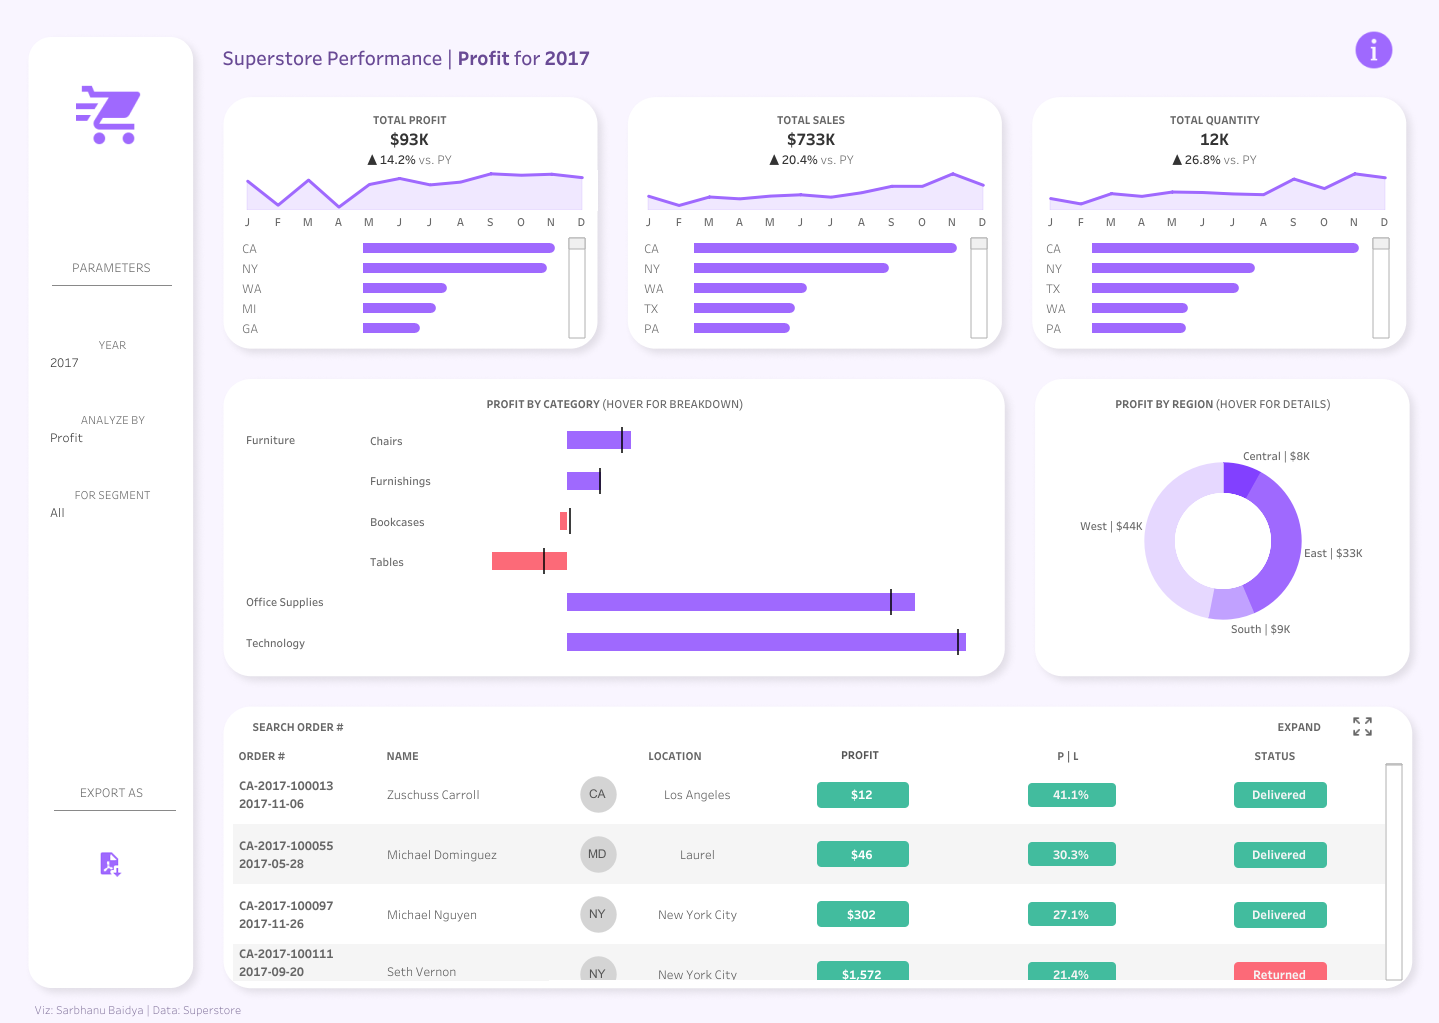 Superstore Performance | Profit for 2017
i
PARAMETERS
YEAR
2017
ANALYZE BY
Profit
FOR SEGMENT
All
EXPORT AS
TOTAL PROFIT
$93K
▲ 14.2% vs. PY
J F M A M J J A S O N D
CA
NY
WA
MI
GA
TOTAL SALES
$733K
▲ 20.4% vs. PY
J F M A M J J A S O N D
CA
NY
WA
TX
PA
TOTAL QUANTITY
12K
▲ 26.8% vs. PY
J F M A M J J A S O N D
CA
NY
TX
WA
PA
PROFIT BY CATEGORY (HOVER FOR BREAKDOWN)
Furniture Chairs
Furnishings
Bookcases
Tables
Office Supplies
Technology
PROFIT BY REGION (HOVER FOR DETAILS)
Central | $8K
West | $44K
East | $33K
South | $9K
SEARCH ORDER # EXPAND
ORDER # NAME LOCATION PROFIT P | L STATUS
CA-2017-100013
2017-11-06
Zuschuss Carroll CA Los Angeles $12 41.1% Delivered
CA-2017-100055
2017-05-28
Michael Dominguez MD Laurel $46 30.3% Delivered
CA-2017-100097
2017-11-26
Michael Nguyen NY New York City $302 27.1% Delivered
CA-2017-100111
2017-09-20
Seth Vernon NY New York City $1,572 21.4% Returned
Viz: Sarbhanu Baidya | Data: Superstore